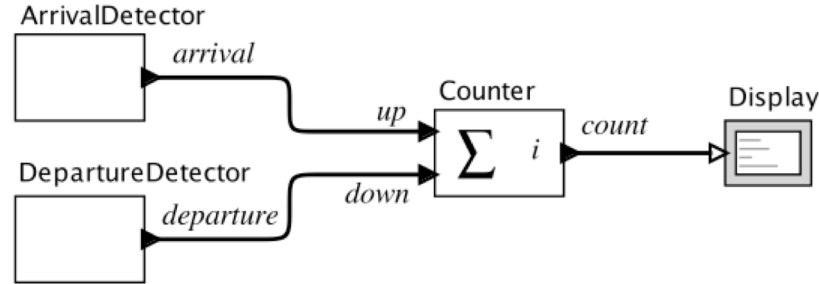 ArrivalDetector
arrival
Counter
up
Σ i
count
Display
DepartureDetector
down
departure